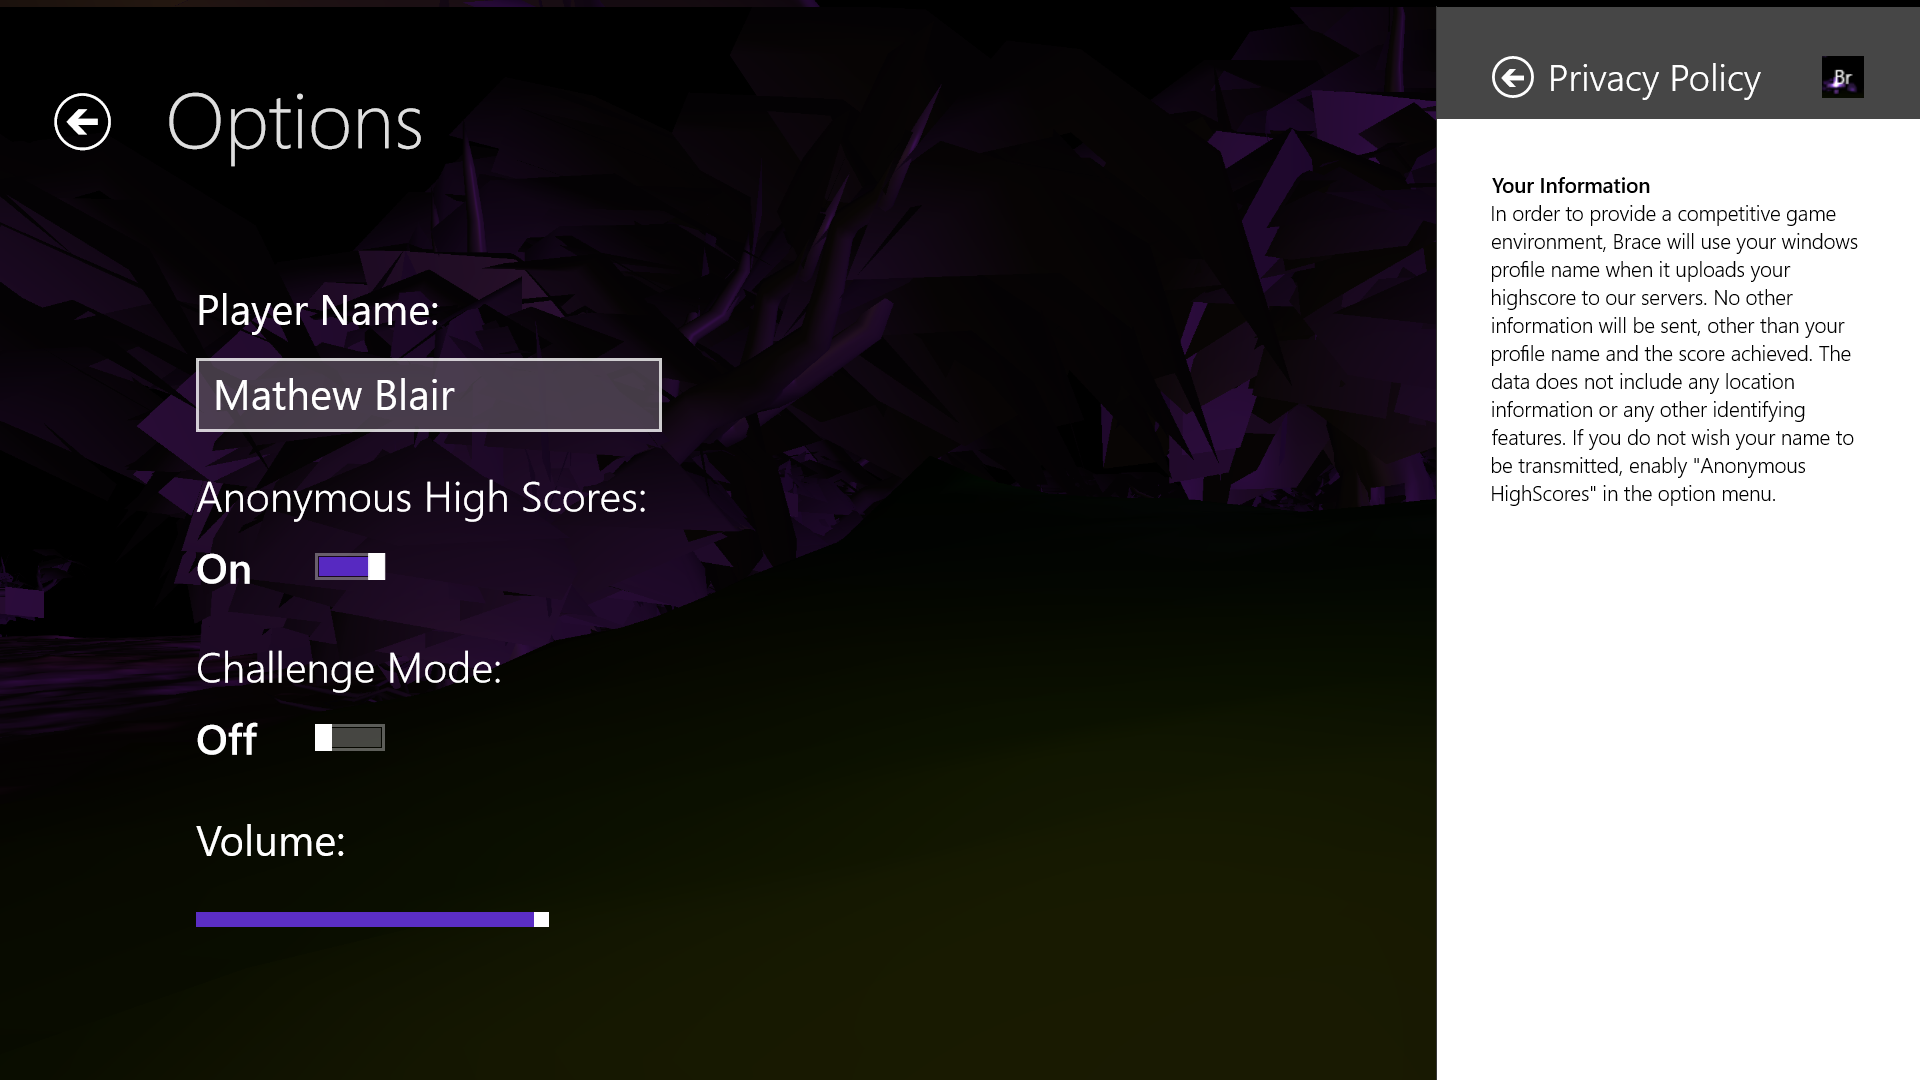 Options
Player Name:
Mathew Blair
Anonymous High Scores:
On
Challenge Mode:
Off
Volume:
Privacy Policy
Br
Your Information
In order to provide a competitive game
environment, Brace will use your windows
profile name when it uploads your
highscore to our servers. No other
information will be sent, other than your
profile name and the score achieved. The
data does not include any location
information or any other identifying
features. If you do not wish your name to
be transmitted, enably "Anonymous
HighScores" in the option menu.